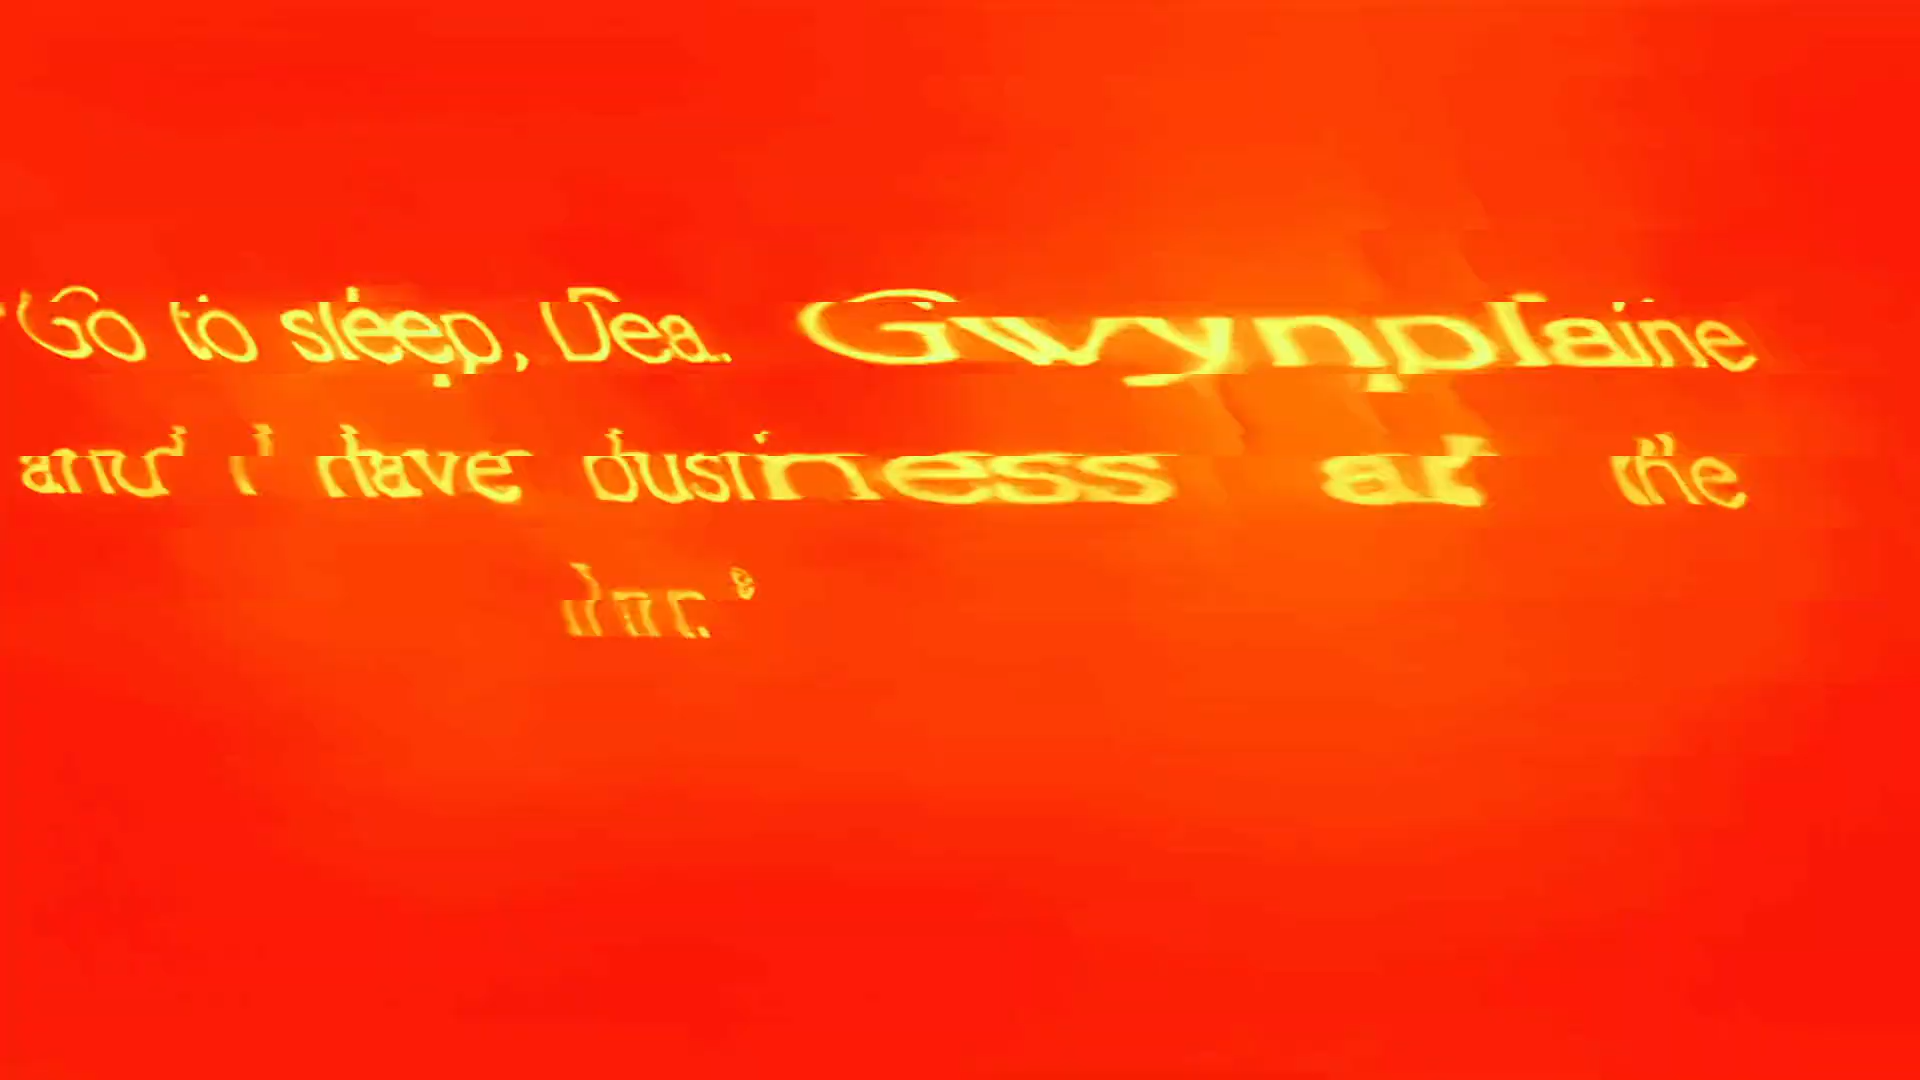 "Go to sleep, Dea. Gwynplaine
and I have business at the